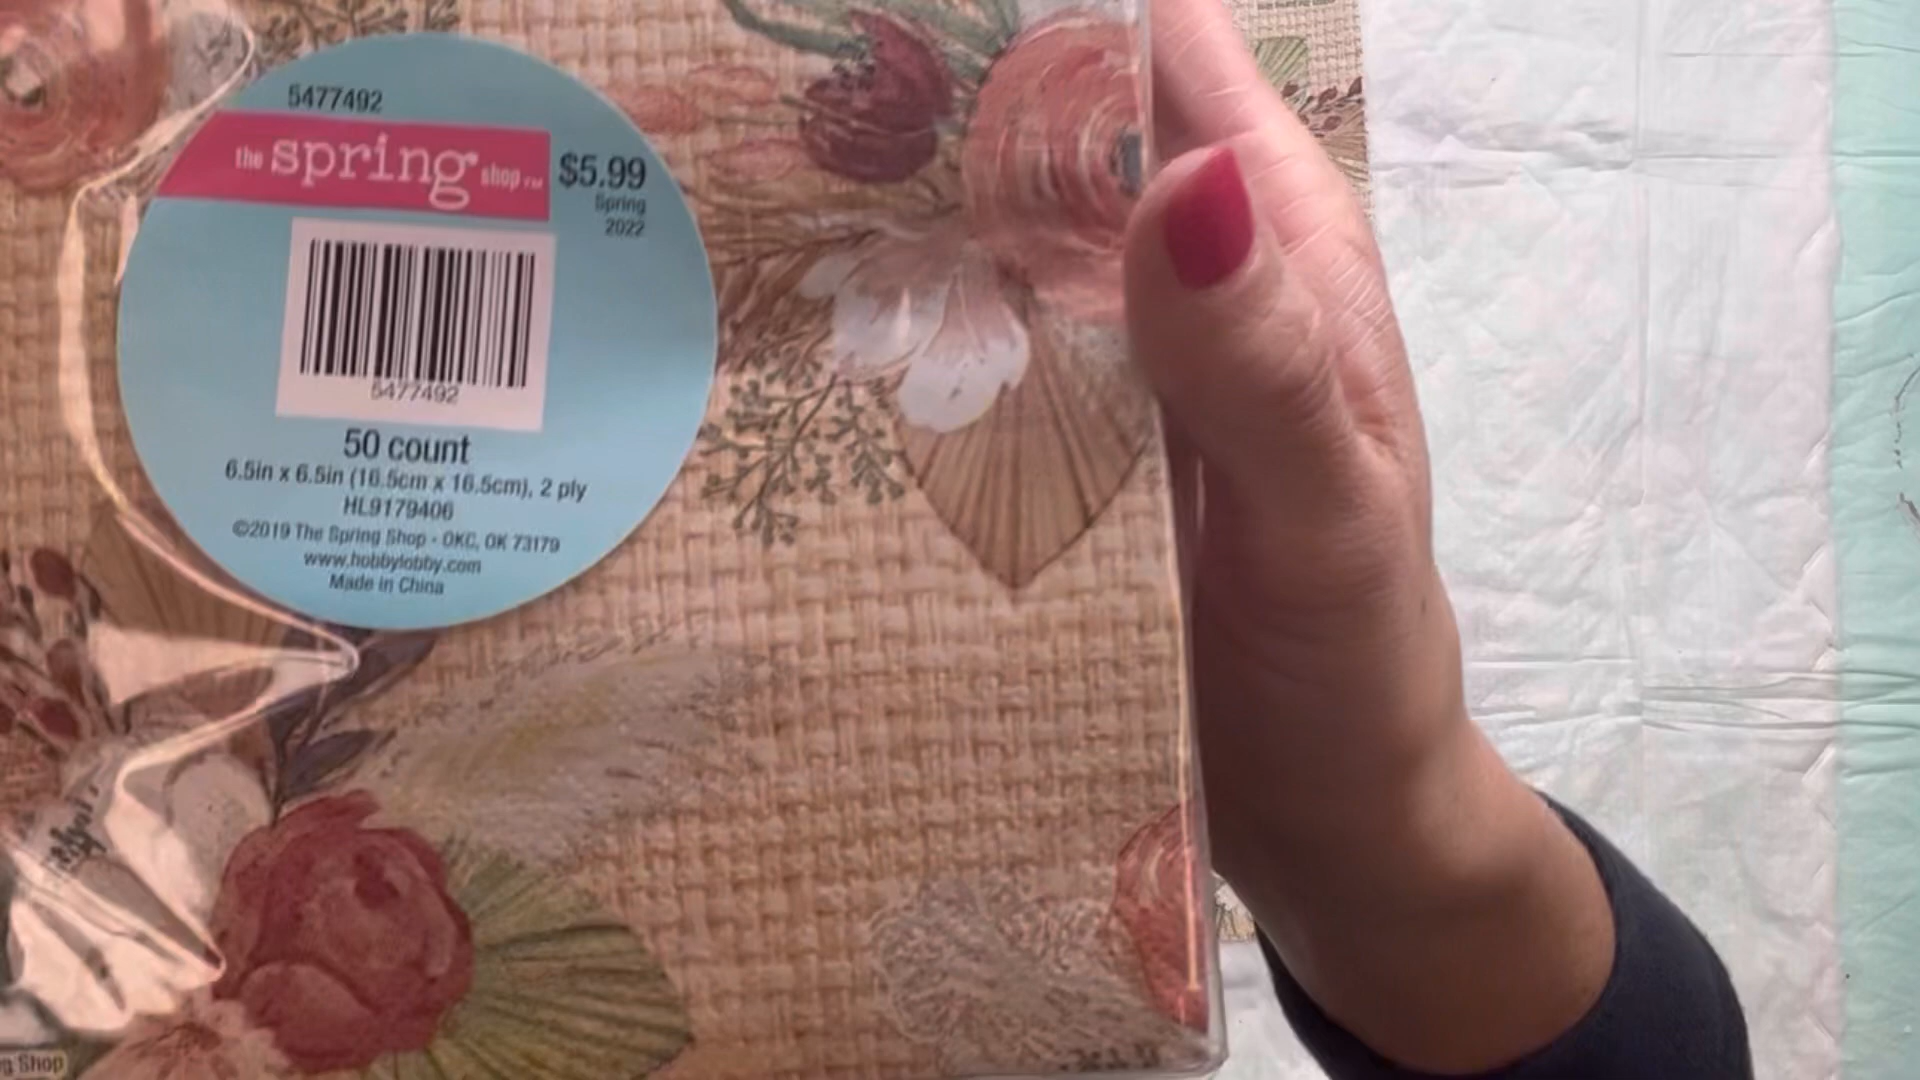 5477492
the spring shop™
$5.99
Spring
2022
5477492
50 count
6.5in x 6.5in (16.5cm x 16.5cm), 2 ply
HL9179406
©2019 The Spring Shop - OKC, OK 73179
www.hobbylobby.com
Made in China
g Shop